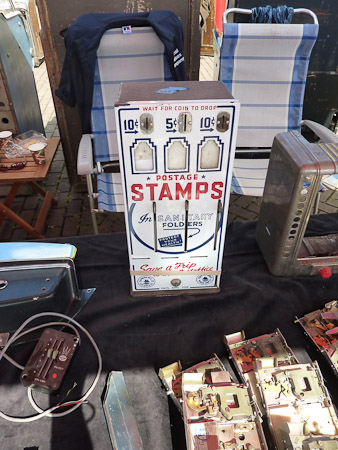 WAIT FOR COIN TO DROP
10¢ 5¢ 10¢
POSTAGE
STAMPS
In SANITARY
FOLDERS
Save a Trip